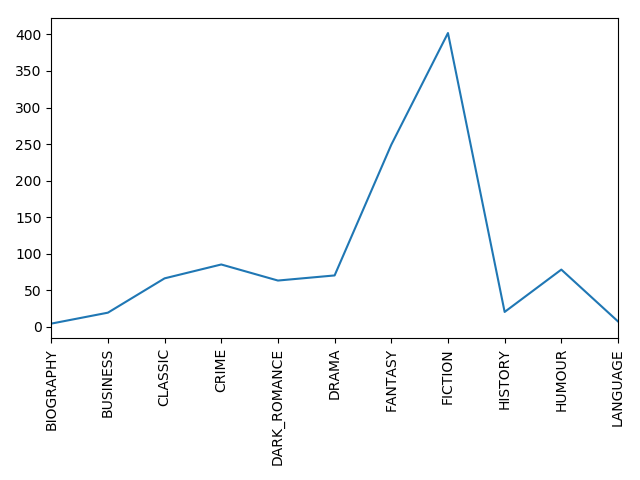 400
350
300
250
200
150
100
50
0
BIOGRAPHY
BUSINESS
CLASSIC
CRIME
DARK_ROMANCE
DRAMA
FANTASY
FICTION
HISTORY
HUMOUR
LANGUAGE